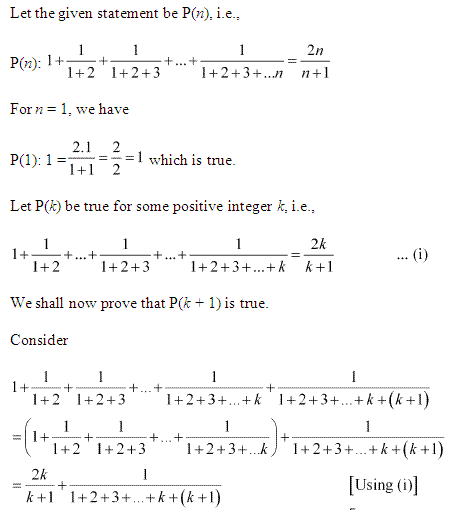 Let the given statement be P(n), i.e.,
P(n): 1+\frac{1}{1+2}+\frac{1}{1+2+3}+...+\frac{1}{1+2+3+...n}=\frac{2n}{n+1}
For n = 1, we have
P(1): 1 =\frac{2.1}{1+1}=\frac{2}{2}=1 which is true.
Let P(k) be true for some positive integer k, i.e.,
1+\frac{1}{1+2}+...+\frac{1}{1+2+3}+...+\frac{1}{1+2+3+...+k}=\frac{2k}{k+1} ... (i)
We shall now prove that P(k + 1) is true.
Consider
1+\frac{1}{1+2}+\frac{1}{1+2+3}+...+\frac{1}{1+2+3+...+k}+\frac{1}{1+2+3+...+k+(k+1)}
=\left(1+\frac{1}{1+2}+\frac{1}{1+2+3}+...+\frac{1}{1+2+3+...k}\right)+\frac{1}{1+2+3+...+k+(k+1)}
=\frac{2k}{k+1}+\frac{1}{1+2+3+...+k+(k+1)} [Using (i)]